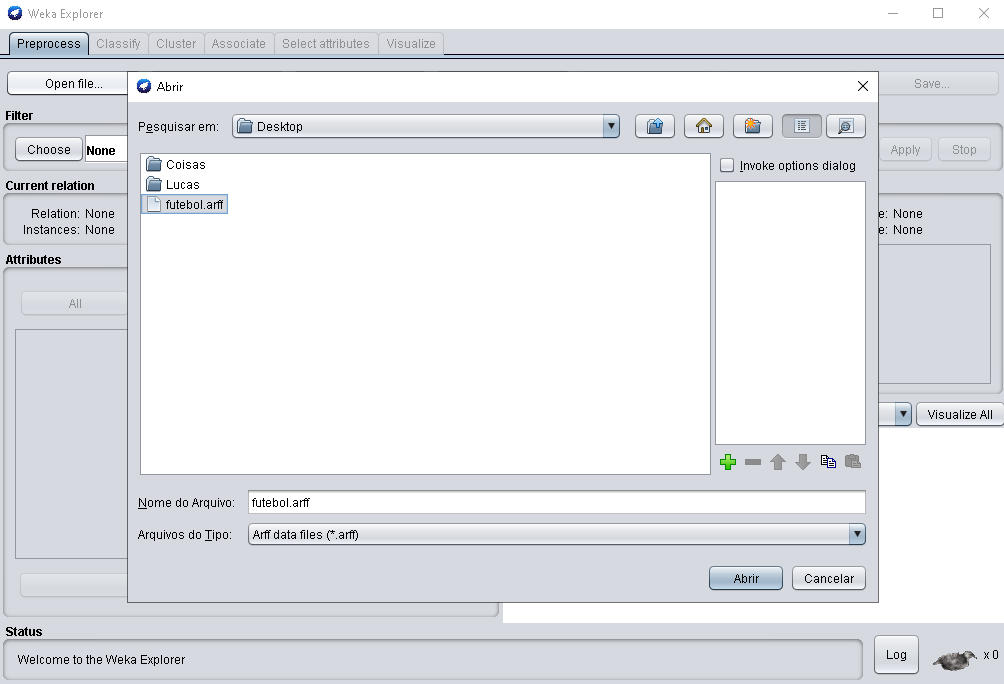 Weka Explorer
Preprocess Classify Cluster Associate Select attributes Visualize
Open file... Save...
Abrir
Filter
Pesquisar em: Desktop
Choose None Apply Stop
Coisas
Invoke options dialog
Current relation
Lucas
futebol.arff
Relation: None e: None
Instances: None e: None
Attributes
All
Visualize All
Nome do Arquivo: futebol.arff
Arquivos do Tipo: Arff data files (*.arff)
Abrir Cancelar
Status
Welcome to the Weka Explorer
Log x 0